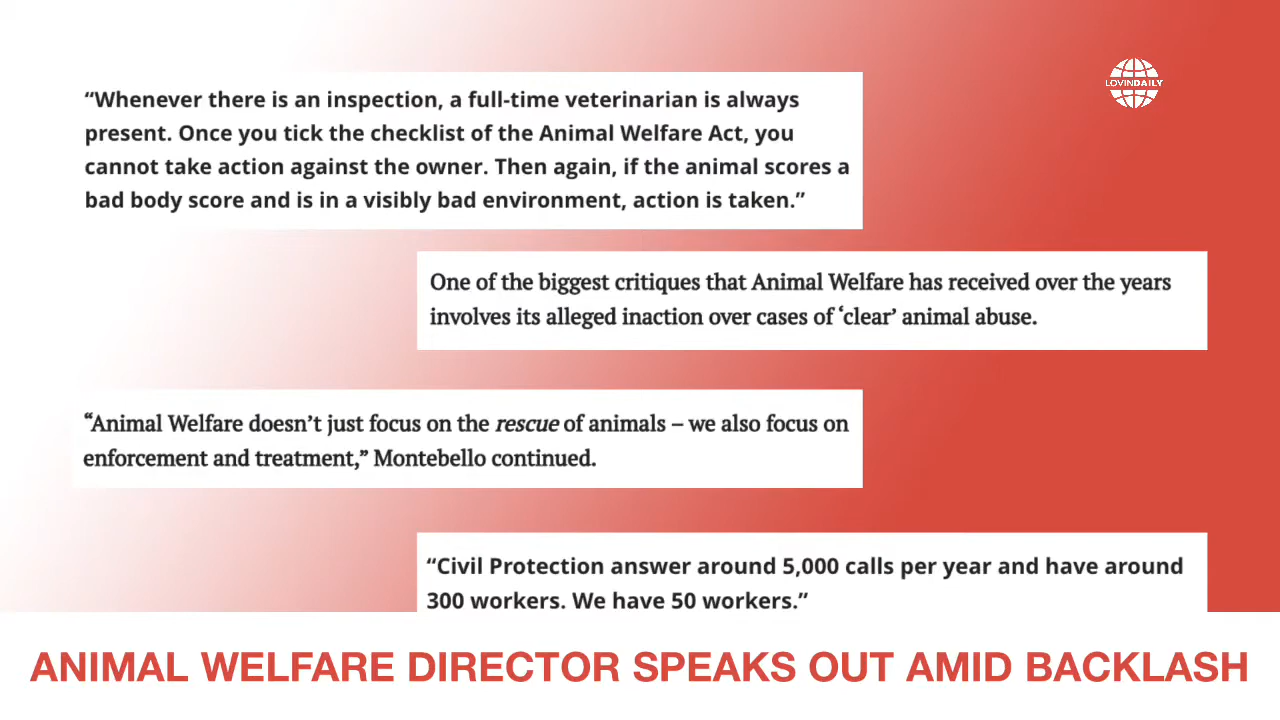 LOVINDAILY
“Whenever there is an inspection, a full-time veterinarian is always
present. Once you tick the checklist of the Animal Welfare Act, you
cannot take action against the owner. Then again, if the animal scores a
bad body score and is in a visibly bad environment, action is taken.”
One of the biggest critiques that Animal Welfare has received over the years
involves its alleged inaction over cases of ‘clear’ animal abuse.
“Animal Welfare doesn’t just focus on the rescue of animals – we also focus on
enforcement and treatment,” Montebello continued.
“Civil Protection answer around 5,000 calls per year and have around
300 workers. We have 50 workers.”
ANIMAL WELFARE DIRECTOR SPEAKS OUT AMID BACKLASH